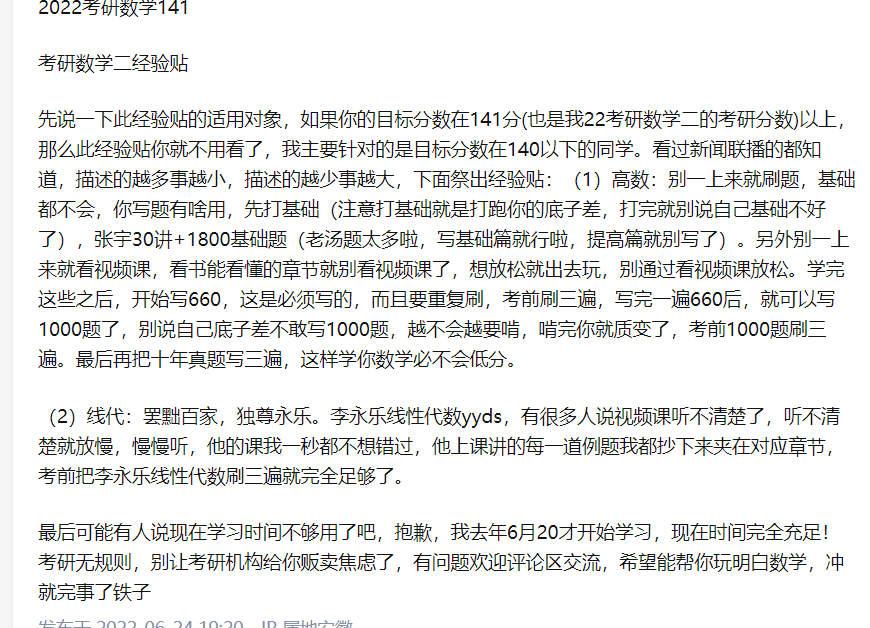 2022考研数学141
考研数学二经验贴
先说一下此经验贴的适用对象，如果你的目标分数在141分(也是我22考研数学二的考研分数)以上，
那么此经验贴你就不用看了，我主要针对的是目标分数在140以下的同学。看过新闻联播的都知
道，描述的越多事越小，描述的越少事越大，下面祭出经验贴：（1）高数：别一上来就刷题，基础
都不会，你写题有啥用，先打基础（注意打基础就是打跑你的底子差，打完就别说自己基础不好
了），张宇30讲+1800基础题（老汤题太多啦，写基础篇就行啦，提高篇就别写了）。另外别一上
来就看视频课，看书能看懂的章节就别看视频课了，想放松就出去玩，别通过看视频课放松。学完
这些之后，开始写660，这是必须写的，而且要重复刷，考前刷三遍，写完一遍660后，就可以写
1000题了，别说自己底子差不敢写1000题，越不会越要啃，啃完你就质变了，考前1000题刷三
遍。最后再把十年真题写三遍，这样学你数学必不会低分。
（2）线代：罢黜百家，独尊永乐。李永乐线性代数yyds，有很多人说视频课听不清楚了，听不清
楚就放慢，慢慢听，他的课我一秒都不想错过，他上课讲的每一道例题我都抄下来夹在对应章节，
考前把李永乐线性代数刷三遍就完全足够了。
最后可能有人说现在学习时间不够用了吧，抱歉，我去年6月20才开始学习，现在时间完全充足！
考研无规则，别让考研机构给你贩卖焦虑了，有问题欢迎评论区交流，希望能帮你玩明白数学，冲
就完事了铁子
发布于 2022-06-24 19:20 · IP 属地安徽